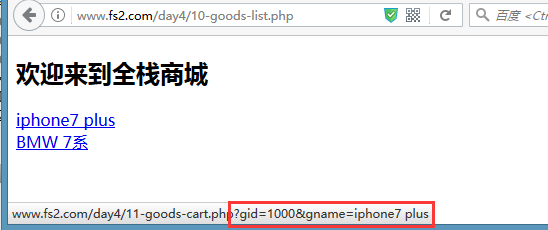 www.fs2.com/day4/10-goods-list.php
百度 <Ctr
欢迎来到全栈商城
iphone7 plus
BMW 7系
www.fs2.com/day4/11-goods-cart.php?gid=1000&gname=iphone7 plus